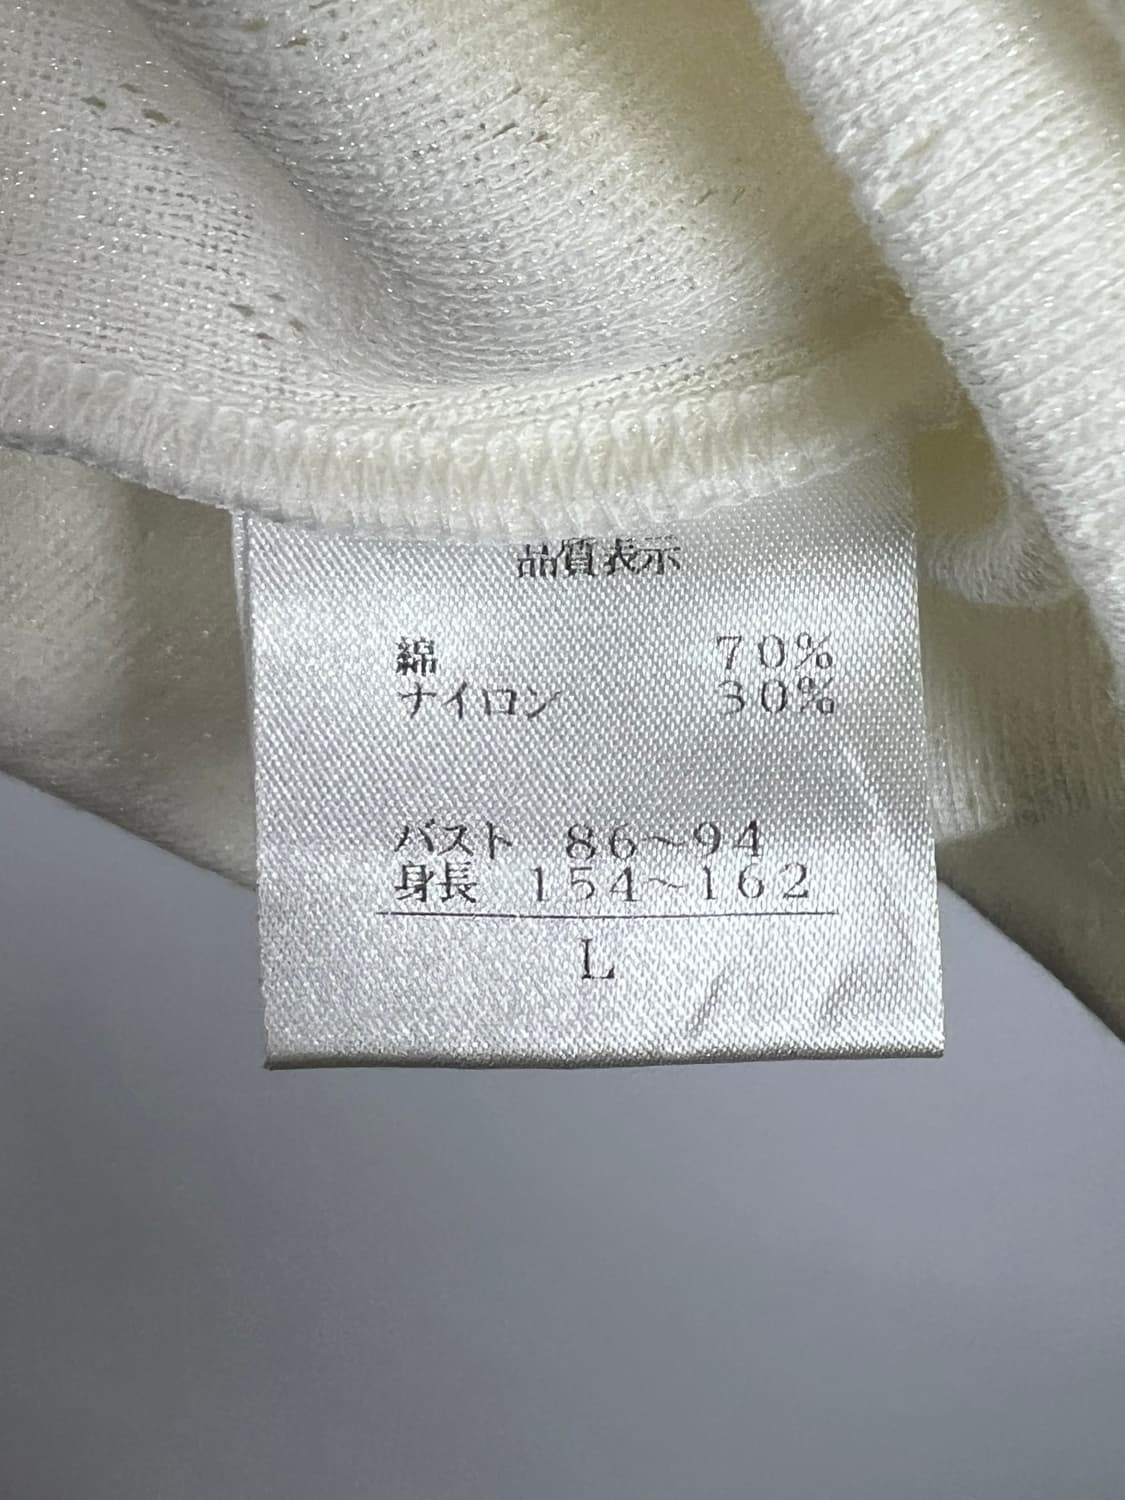 品質表示
綿 70%
ナイロン 30%
バスト 86~94
身長 154~162
L